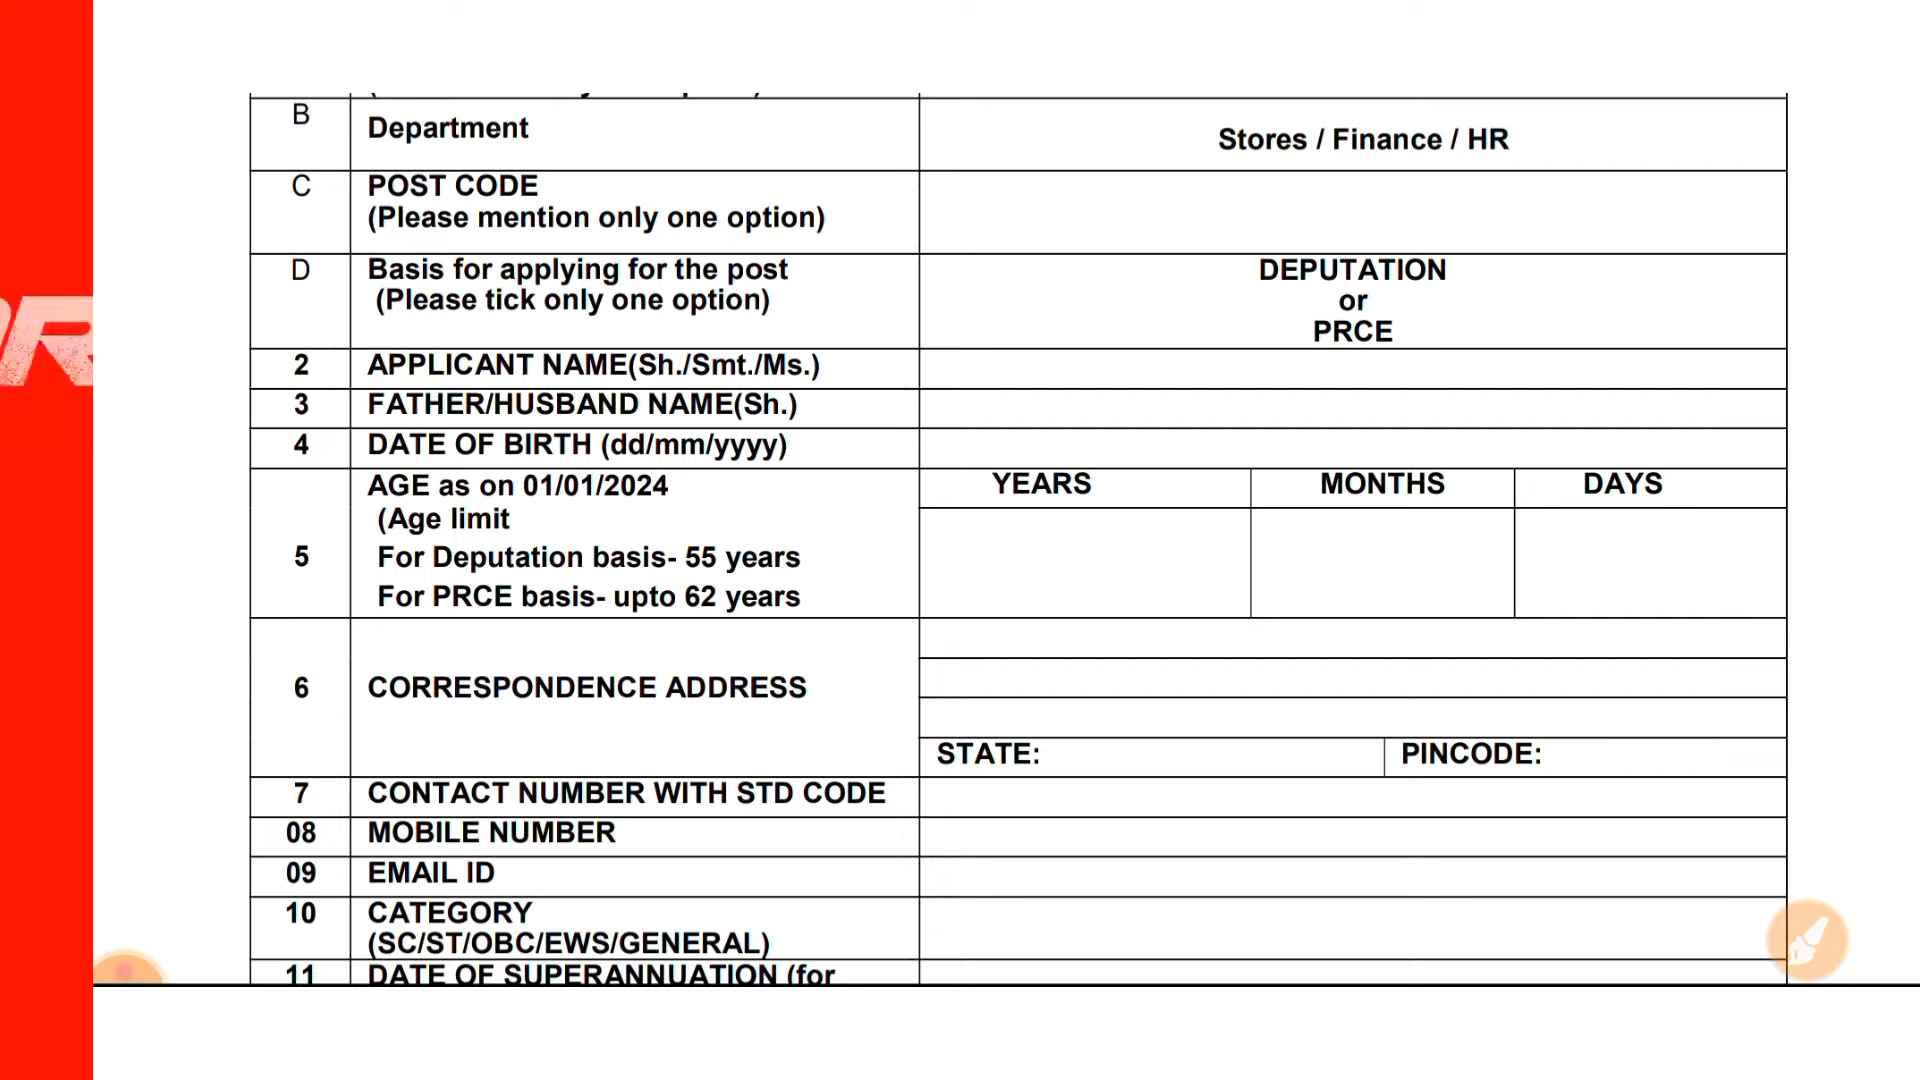 B
Department
Stores / Finance / HR
C
POST CODE
(Please mention only one option)
D
Basis for applying for the post
(Please tick only one option)
DEPUTATION
or
PRCE
2
APPLICANT NAME(Sh./Smt./Ms.)
3
FATHER/HUSBAND NAME(Sh.)
4
DATE OF BIRTH (dd/mm/yyyy)
5
AGE as on 01/01/2024
(Age limit
For Deputation basis- 55 years
For PRCE basis- upto 62 years
YEARS
MONTHS
DAYS
6
CORRESPONDENCE ADDRESS
STATE:
PINCODE:
7
CONTACT NUMBER WITH STD CODE
08
MOBILE NUMBER
09
EMAIL ID
10
CATEGORY
(SC/ST/OBC/EWS/GENERAL)
11
DATE OF SUPERANNUATION (for